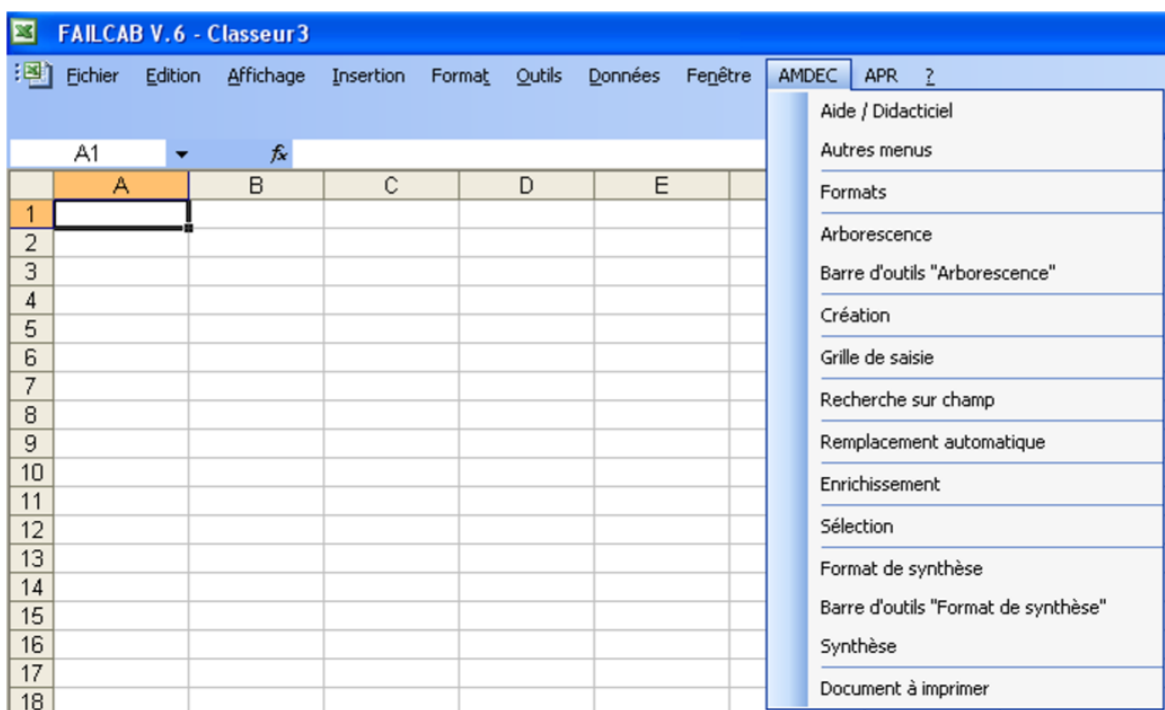 FAILCAB V.6 - Classeur3
Fichier Edition Affichage Insertion Format Outils Données Fenêtre AMDEC APR ?
A1 fx
A B C D E
1
2
3
4
5
6
7
8
9
10
11
12
13
14
15
16
17
18
Aide / Didacticiel
Autres menus
Formats
Arborescence
Barre d'outils "Arborescence"
Création
Grille de saisie
Recherche sur champ
Remplacement automatique
Enrichissement
Sélection
Format de synthèse
Barre d'outils "Format de synthèse"
Synthèse
Document à imprimer